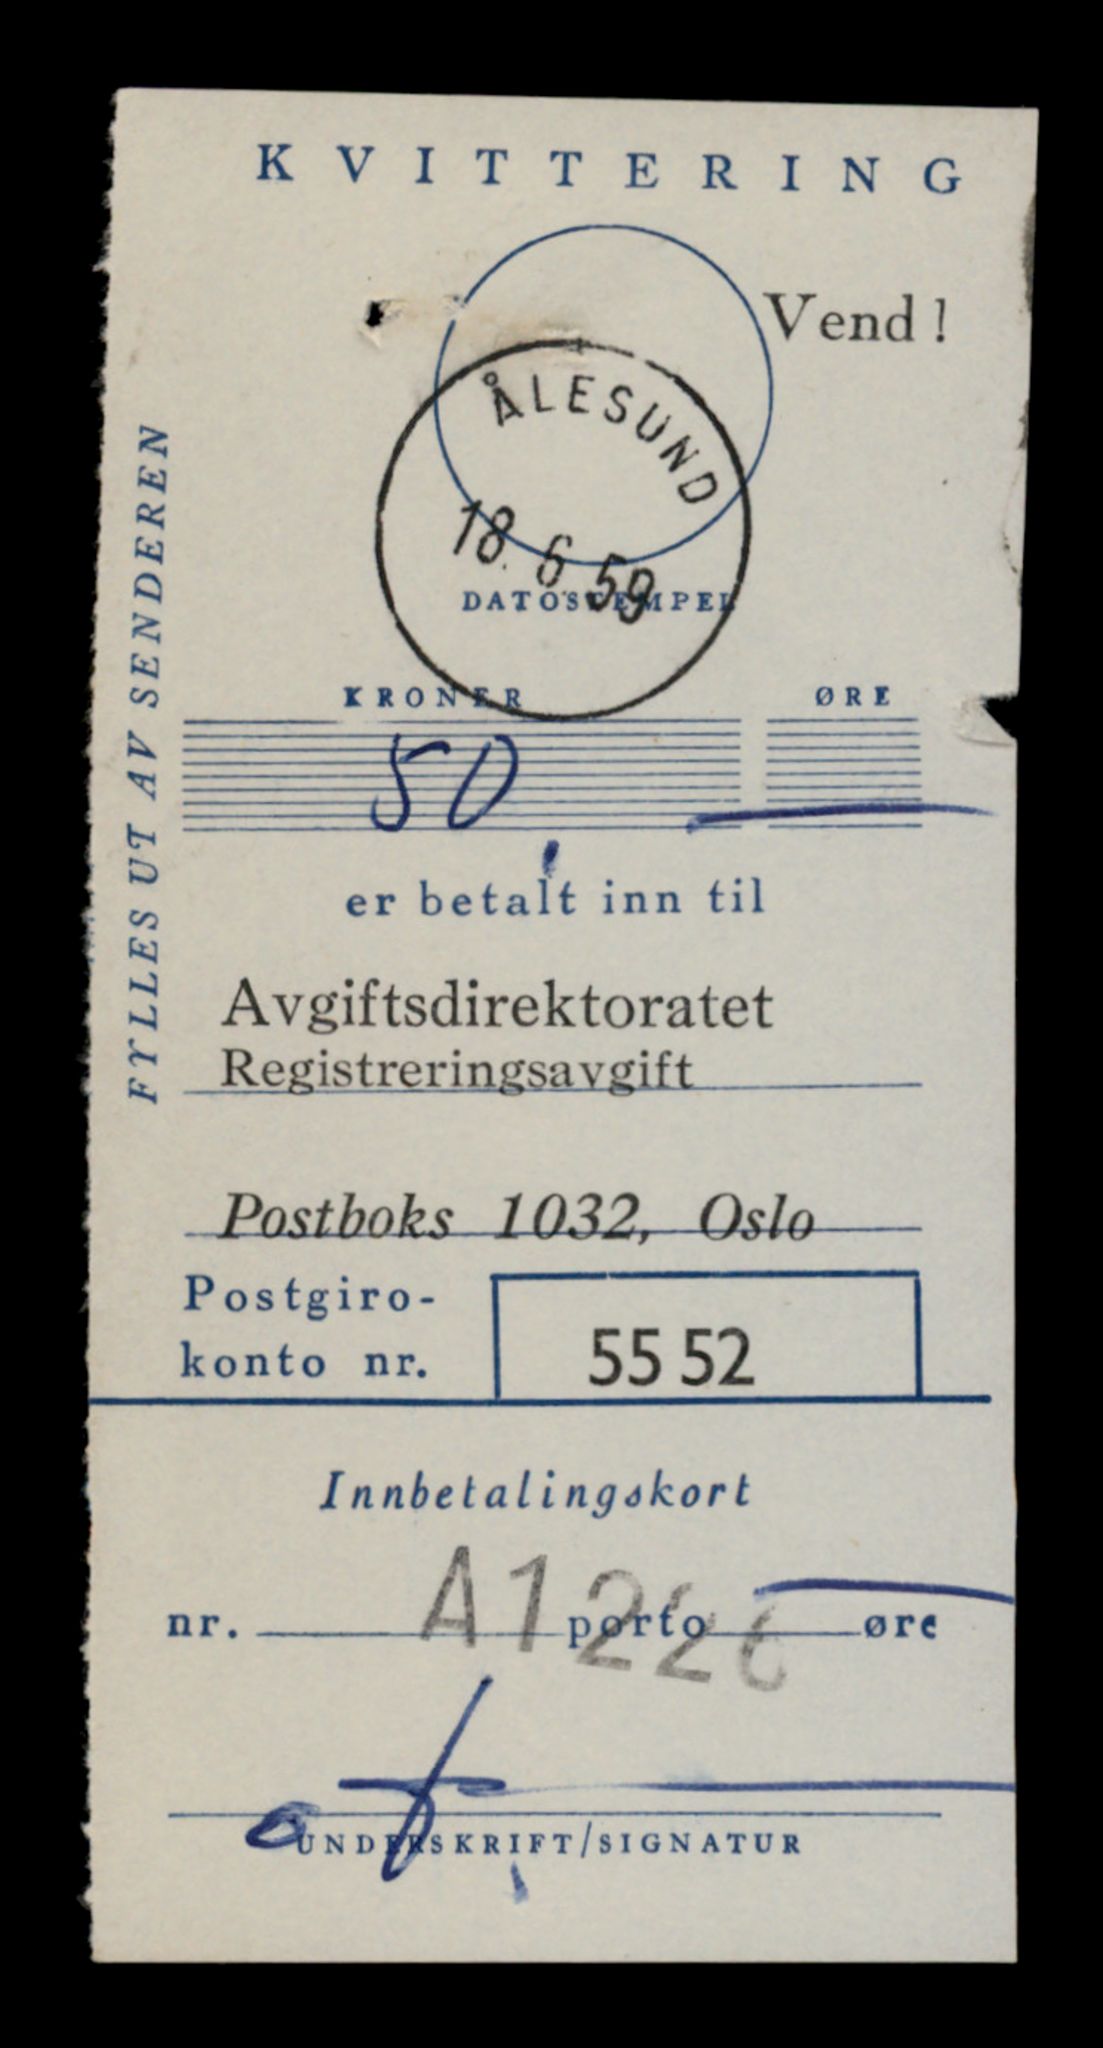 KVITTERING
Vend!
ÅLESUND
18. 6. 59
DATOSTEMPEL
FYLLES UT AV SENDEREN
KRONER ØRE
50
er betalt inn til
Avgiftsdirektoratet
Registreringsavgift
Postboks 1032, Oslo
Postgiro-
konto nr. 55 52
Innbetalingskort
A1226
nr. porto øre
UNDERSKRIFT/SIGNATUR